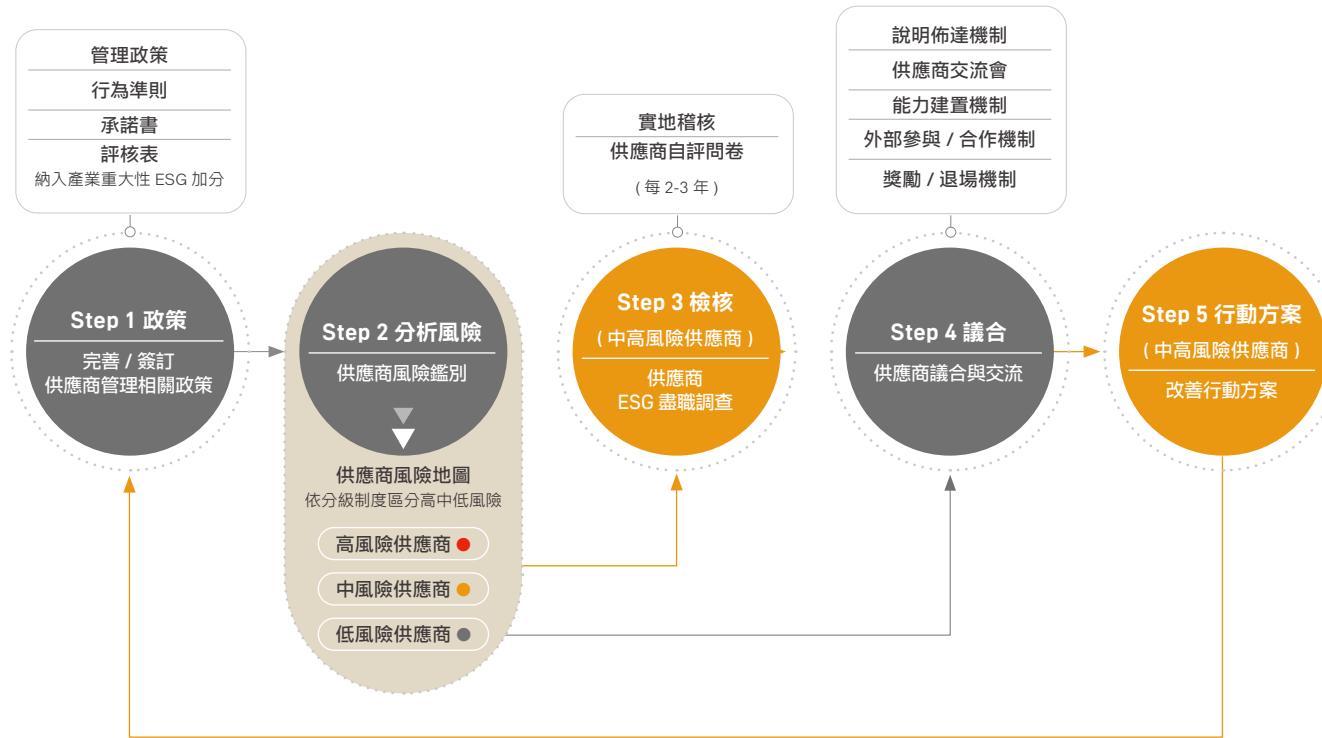 管理政策
行為準則
承諾書
評核表
納入產業重大性 ESG 加分
Step 1 政策
完善 / 簽訂
供應商管理相關政策
Step 2 分析風險
供應商風險鑑別
供應商風險地圖
依分級制度區分高中低風險
高風險供應商
中風險供應商
低風險供應商
實地稽核
供應商自評問卷
( 每 2-3 年 )
Step 3 檢核
( 中高風險供應商 )
供應商
ESG 盡職調查
說明佈達機制
供應商交流會
能力建置機制
外部參與 / 合作機制
獎勵 / 退場機制
Step 4 議合
供應商議合與交流
Step 5 行動方案
( 中高風險供應商 )
改善行動方案